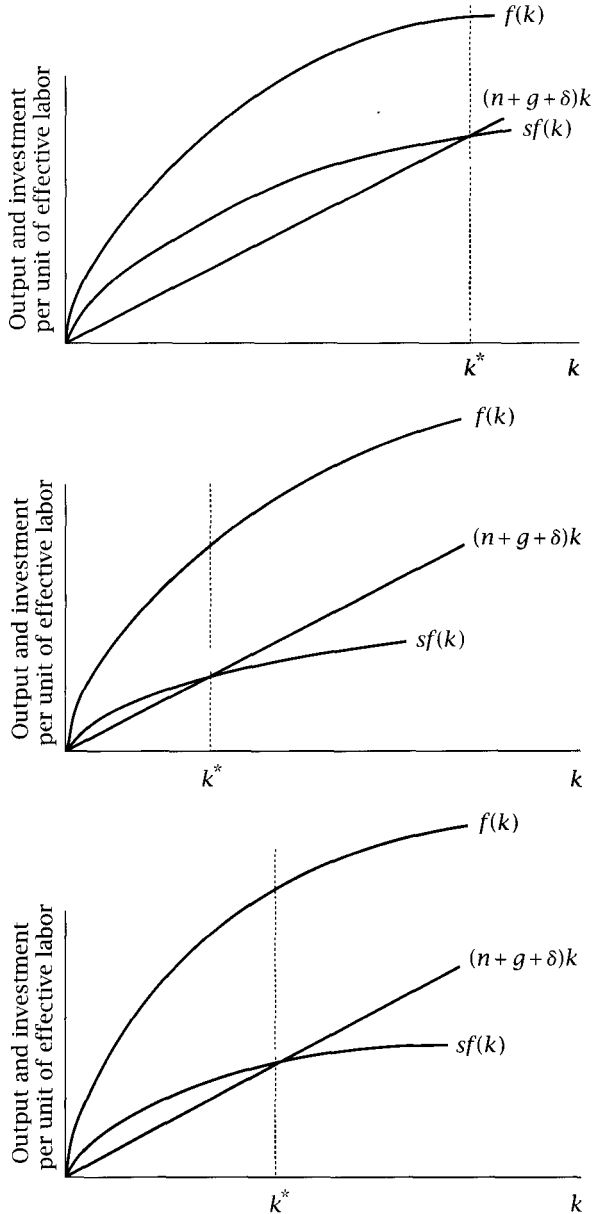 f(k)
(n + g + δ)k
sf(k)
Output and investment
per unit of effective labor
k*
k
f(k)
(n + g + δ)k
sf(k)
Output and investment
per unit of effective labor
k*
k
f(k)
(n + g + δ)k
sf(k)
Output and investment
per unit of effective labor
k*
k